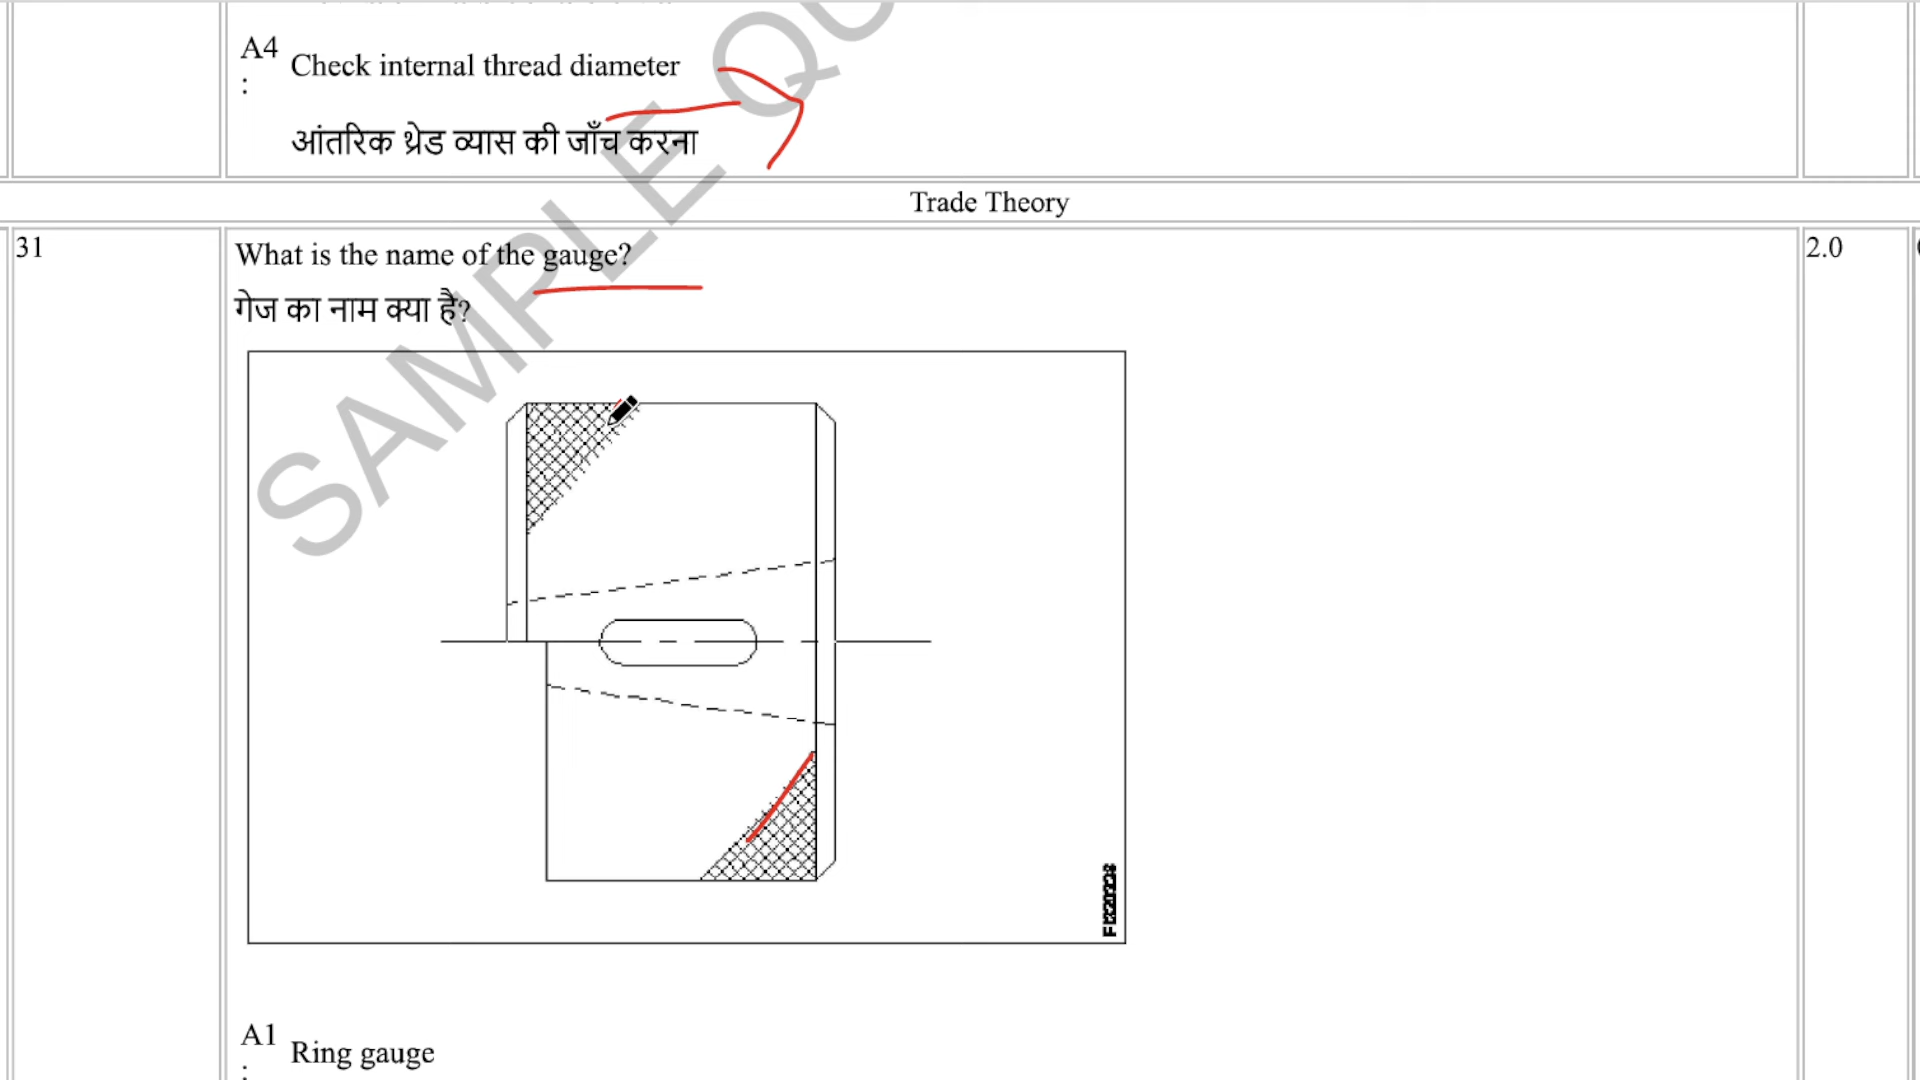 A4
:
Check internal thread diameter
आंतरिक थ्रेड व्यास की जाँच करना
Trade Theory
31
What is the name of the gauge?
2.0
गेज का नाम क्या है?
SAMPLE QU
A1
:
Ring gauge